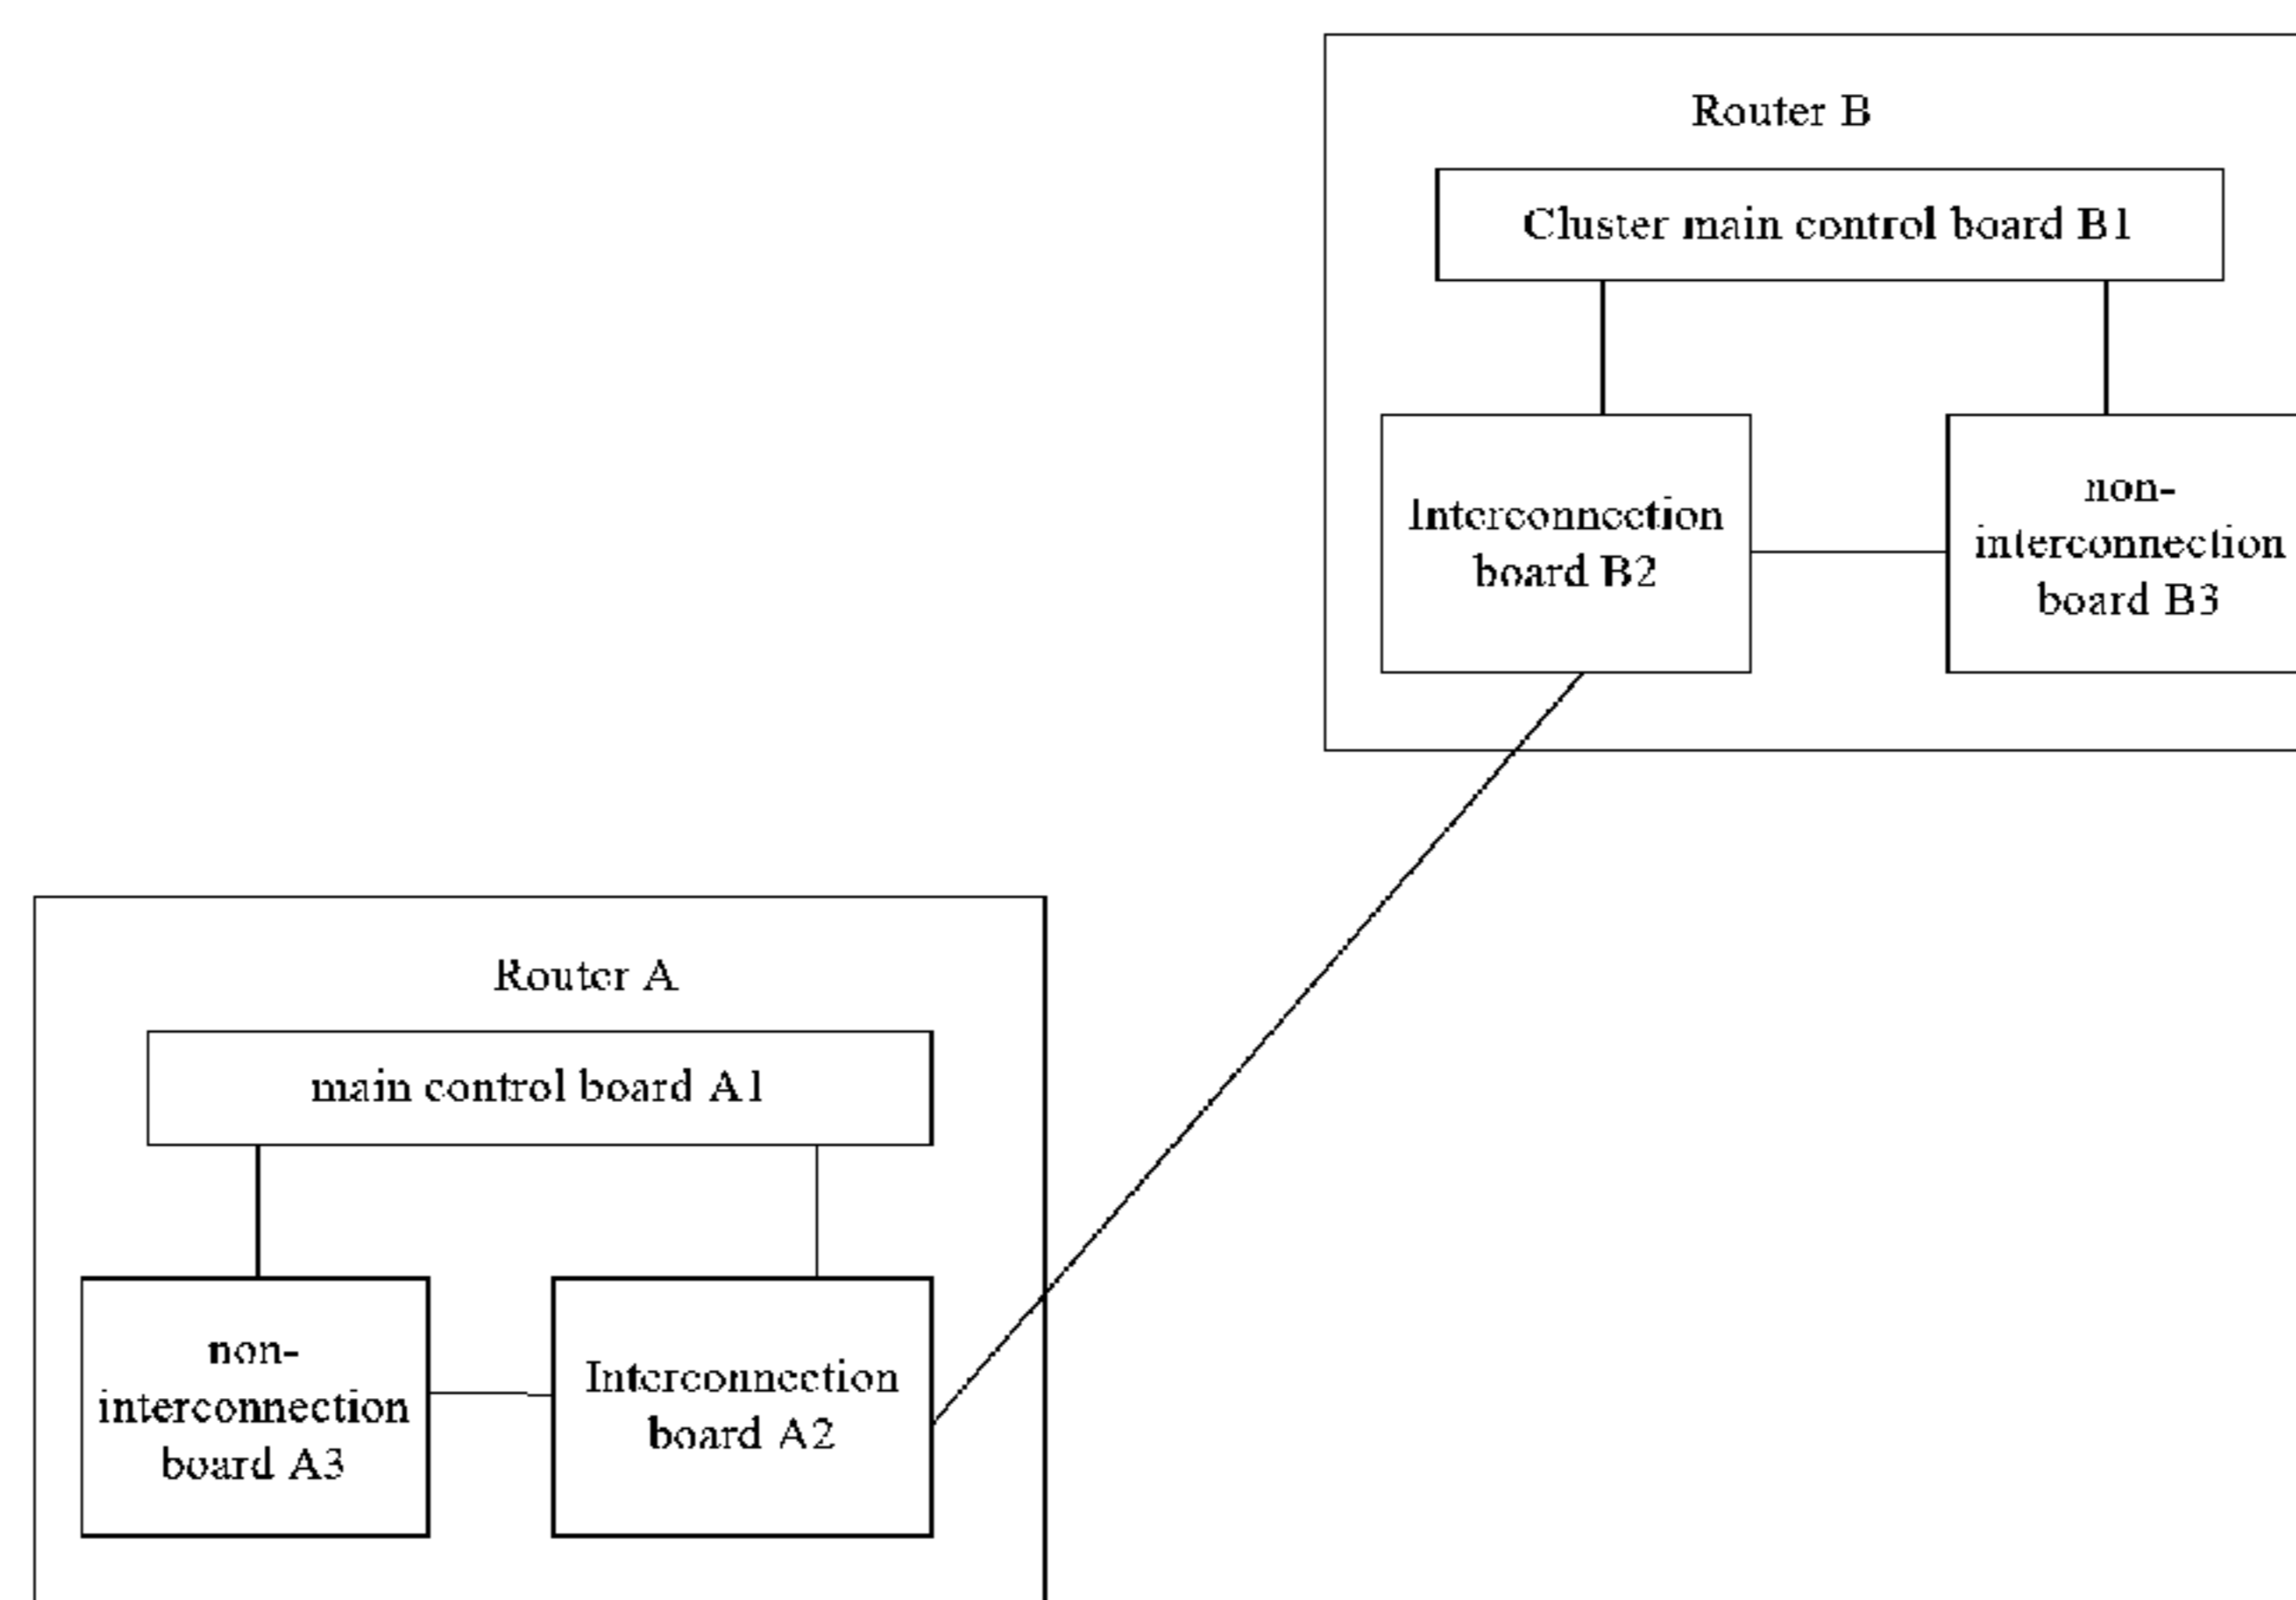 Router B
Cluster main control board B1
Interconnection
board B2
non-
interconnection
board B3
Router A
main control board A1
non-
interconnection
board A3
Interconnection
board A2